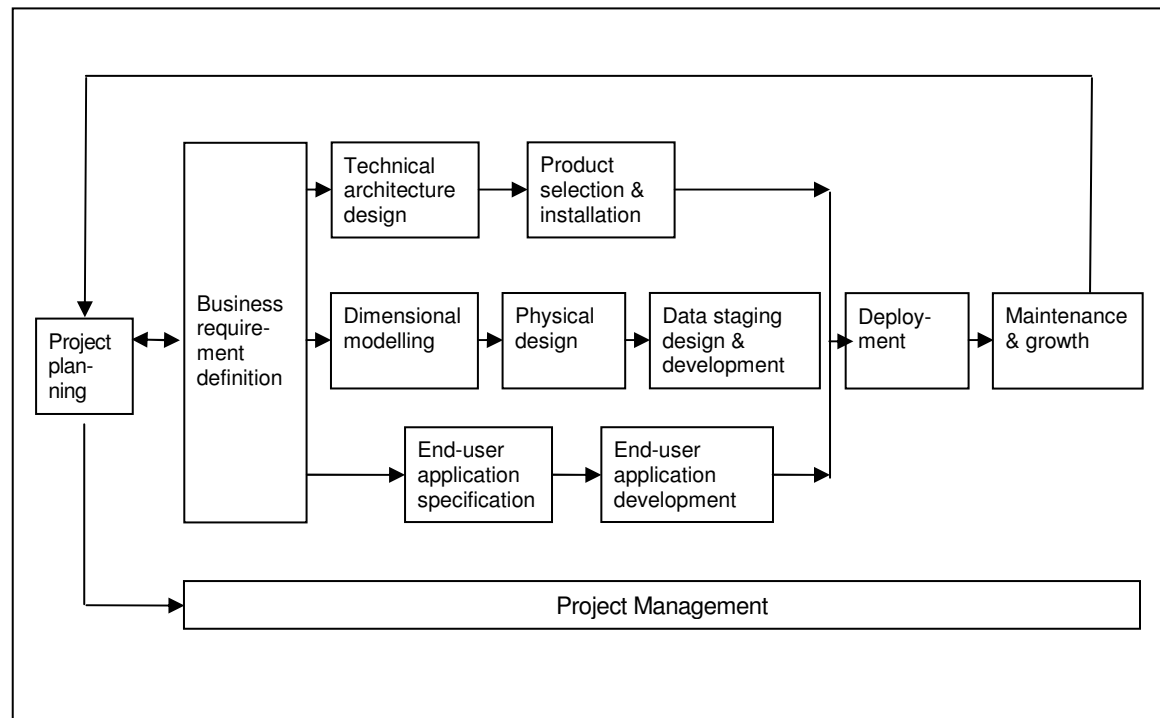 Technical
architecture
design
Product
selection &
installation
Project
plan-
ning
Business
require-
ment
definition
Dimensional
modelling
Physical
design
Data staging
design &
development
Deploy-
ment
Maintenance
& growth
End-user
application
specification
End-user
application
development
Project Management